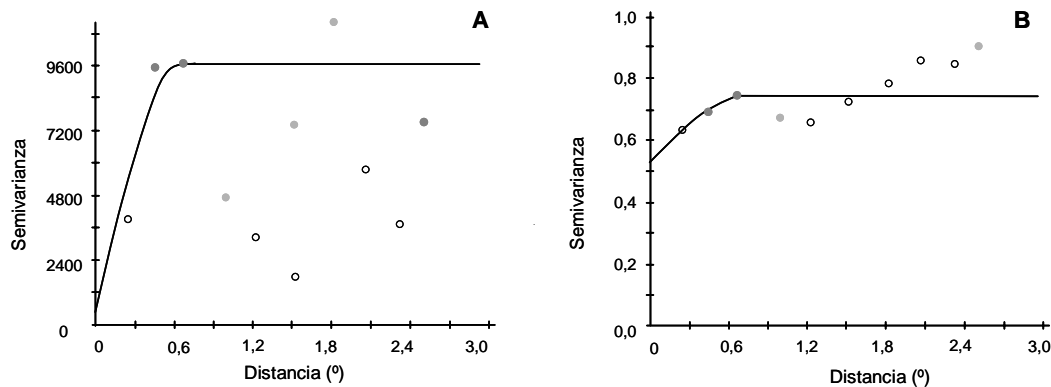 A
9600
7200
4800
2400
0
Semivarianza
0 0,6 1,2 1,8 2,4 3,0
Distancia (º)
B
1,0
0,8
0,6
0,4
0,2
0,0
Semivarianza
0 0,6 1,2 1,8 2,4 3,0
Distancia (º)